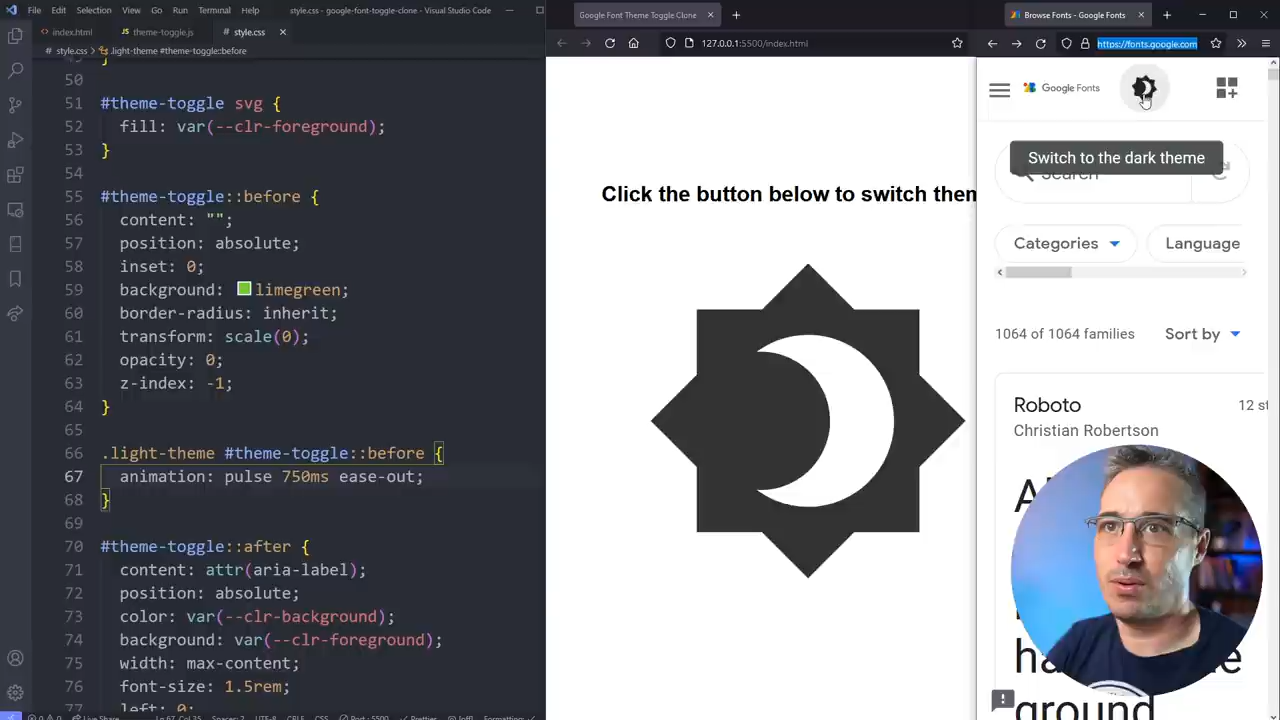 File Edit Selection View Go Run Terminal Help style.css - google-font-toggle-clone - Visual Studio Code
index.html theme-toggle.js style.css
style.css > .light-theme #theme-toggle:before
50
51 #theme-toggle svg {
52 fill: var(--clr-foreground);
53 }
54
55 #theme-toggle::before {
56 content: "";
57 position: absolute;
58 inset: 0;
59 background: limegreen;
60 border-radius: inherit;
61 transform: scale(0);
62 opacity: 0;
63 z-index: -1;
64 }
65
66 .light-theme #theme-toggle::before {
67 animation: pulse 750ms ease-out;
68 }
69
70 #theme-toggle::after {
71 content: attr(aria-label);
72 position: absolute;
73 color: var(--clr-background);
74 background: var(--clr-foreground);
75 width: max-content;
76 font-size: 1.5rem;
77 left: 0;
Google Font Theme Toggle Clone
127.0.0.1:5500/index.html
Click the button below to switch them
Browse Fonts - Google Fonts
https://fonts.google.com
Google Fonts
Switch to the dark theme
Search
Categories Language
1064 of 1064 families Sort by
Roboto 12 st
Christian Robertson
ground